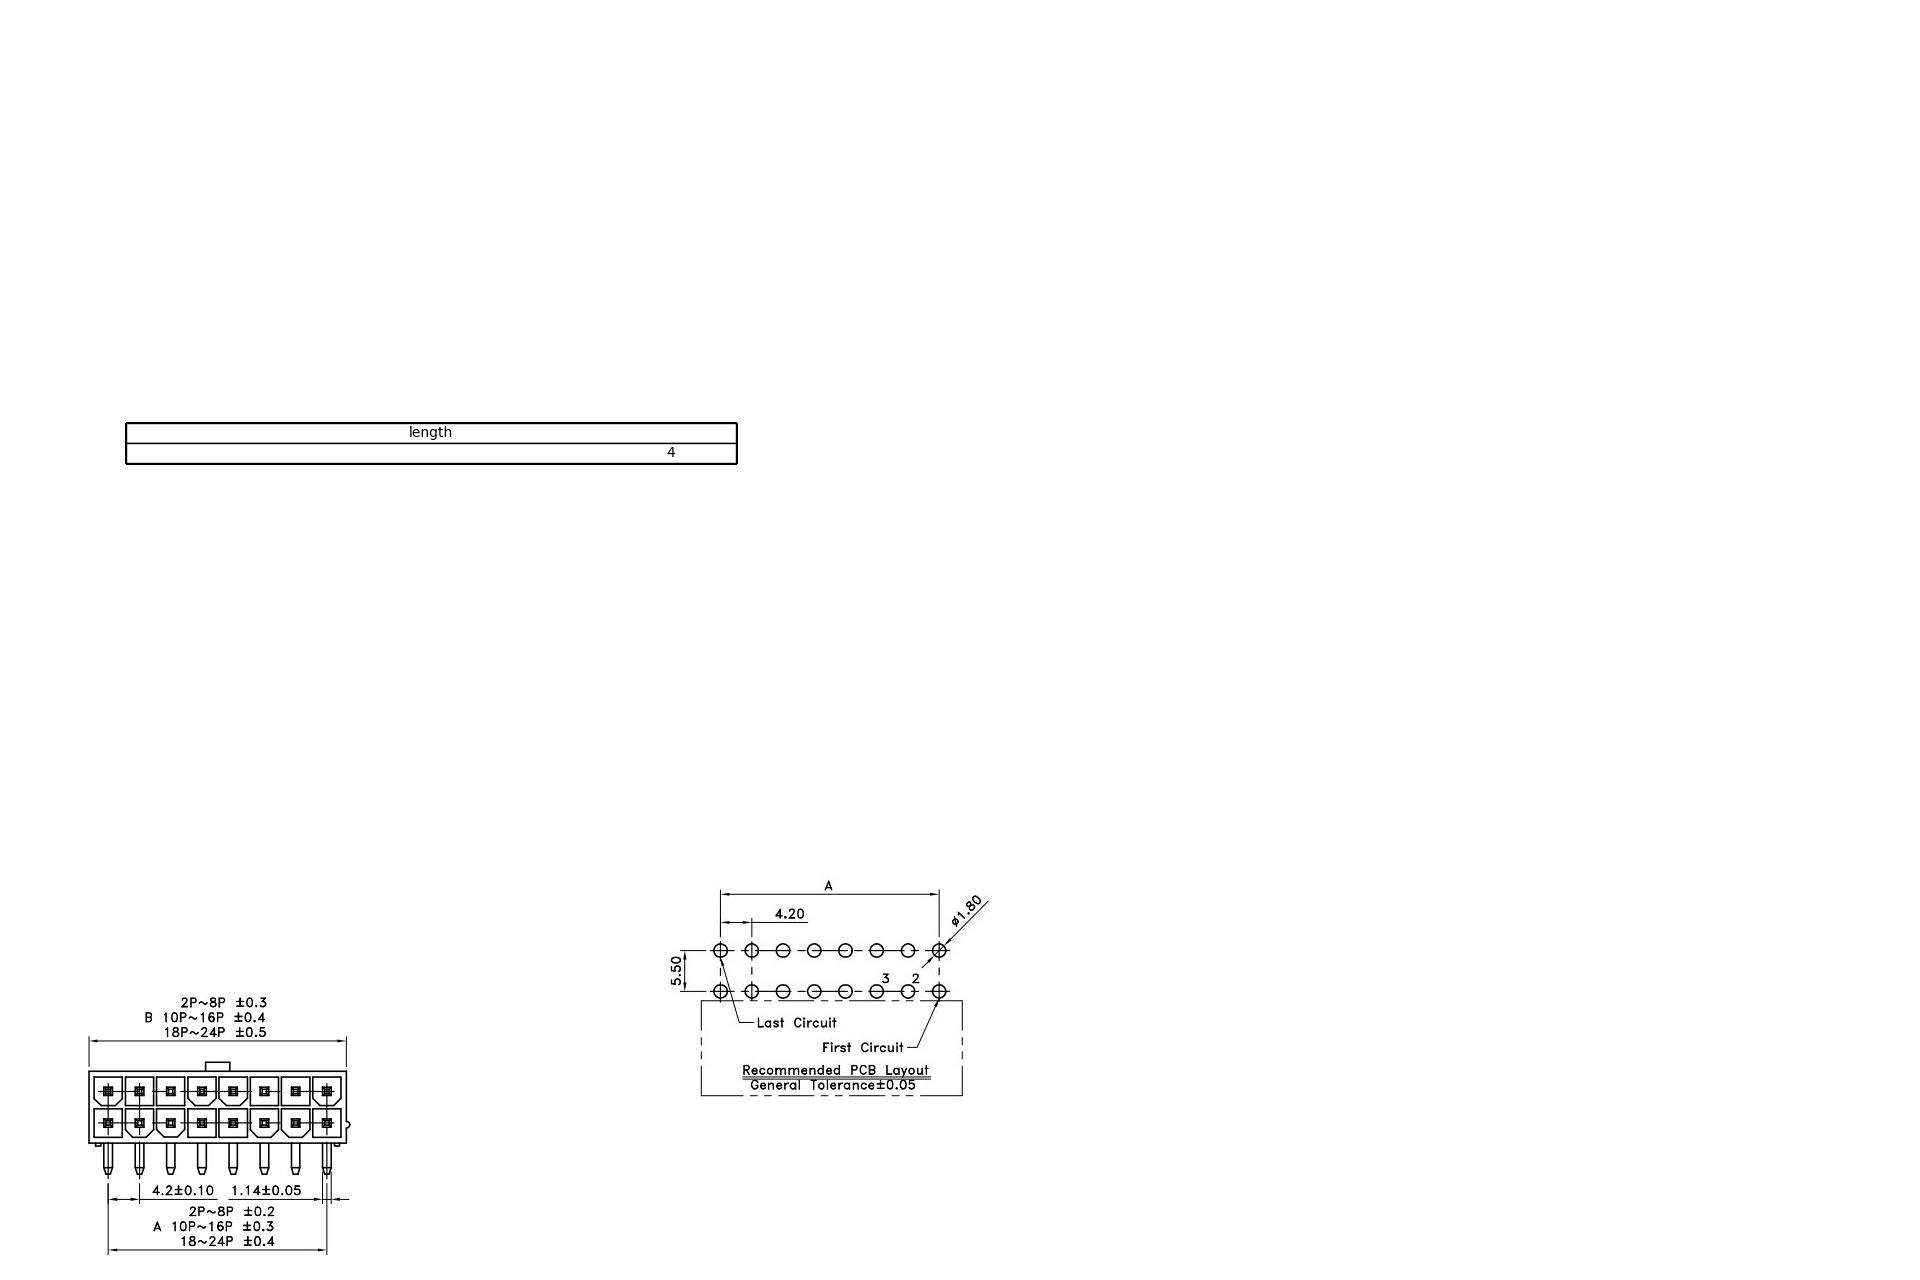 length
4
A
4.20
ø1.80
5.50
3 2
Last Circuit
First Circuit
Recommended PCB Layout
General Tolerance±0.05
2P~8P ±0.3
B 10P~16P ±0.4
18P~24P ±0.5
4.2±0.10 1.14±0.05
2P~8P ±0.2
A 10P~16P ±0.3
18~24P ±0.4